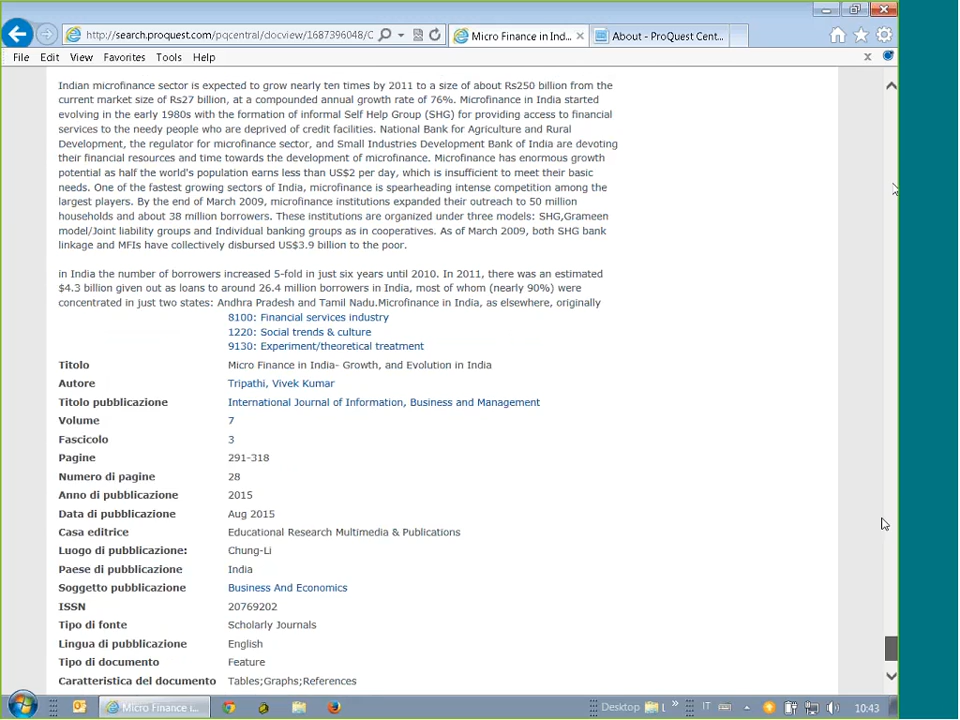 http://search.proquest.com/pqcentral/docview/1687396048/C
Micro Finance in Ind...
About - ProQuest Cent...
File Edit View Favorites Tools Help
Indian microfinance sector is expected to grow nearly ten times by 2011 to a size of about Rs250 billion from the
current market size of Rs27 billion, at a compounded annual growth rate of 76%. Microfinance in India started
evolving in the early 1980s with the formation of informal Self Help Group (SHG) for providing access to financial
services to the needy people who are deprived of credit facilities. National Bank for Agriculture and Rural
Development, the regulator for microfinance sector, and Small Industries Development Bank of India are devoting
their financial resources and time towards the development of microfinance. Microfinance has enormous growth
potential as half the world's population earns less than US$2 per day, which is insufficient to meet their basic
needs. One of the fastest growing sectors of India, microfinance is spearheading intense competition among the
largest players. By the end of March 2009, microfinance institutions expanded their outreach to 50 million
households and about 38 million borrowers. These institutions are organized under three models: SHG,Grameen
model/Joint liability groups and Individual banking groups as in cooperatives. As of March 2009, both SHG bank
linkage and MFIs have collectively disbursed US$3.9 billion to the poor.
in India the number of borrowers increased 5-fold in just six years until 2010. In 2011, there was an estimated
$4.3 billion given out as loans to around 26.4 million borrowers in India, most of whom (nearly 90%) were
concentrated in just two states: Andhra Pradesh and Tamil Nadu.Microfinance in India, as elsewhere, originally
8100: Financial services industry
1220: Social trends & culture
9130: Experiment/theoretical treatment
Titolo Micro Finance in India- Growth, and Evolution in India
Autore Tripathi, Vivek Kumar
Titolo pubblicazione International Journal of Information, Business and Management
Volume 7
Fascicolo 3
Pagine 291-318
Numero di pagine 28
Anno di pubblicazione 2015
Data di pubblicazione Aug 2015
Casa editrice Educational Research Multimedia & Publications
Luogo di pubblicazione: Chung-Li
Paese di pubblicazione India
Soggetto pubblicazione Business And Economics
ISSN 20769202
Tipo di fonte Scholarly Journals
Lingua di pubblicazione English
Tipo di documento Feature
Caratteristica del documento Tables;Graphs;References
Micro Finance i...
Desktop
L
IT
10:43